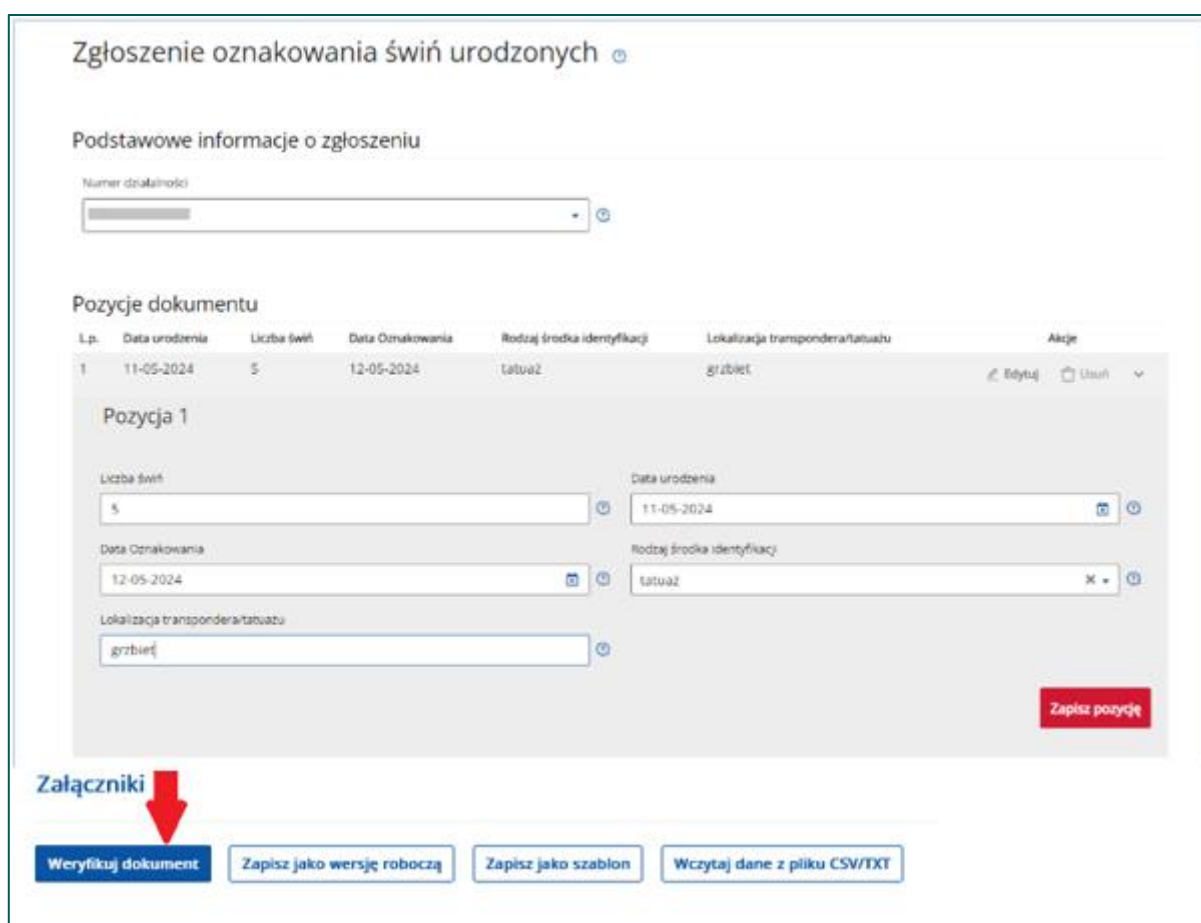 Zgłoszenie oznakowania świń urodzonych
Podstawowe informacje o zgłoszeniu
Numer działalności
Pozycje dokumentu
L.p. Data urodzenia Liczba świń Data Oznakowania Rodzaj środka identyfikacji Lokalizacja transpondera/tatuażu Akcje
1 11-05-2024 5 12-05-2024 tatuaż grzbiet Edytuj Usuń
Pozycja 1
Liczba świń Data urodzenia
5 11-05-2024
Data Oznakowania Rodzaj środka identyfikacji
12-05-2024 tatuaż
Lokalizacja transpondera/tatuażu
grzbiet
Zapisz pozycję
Załączniki
Weryfikuj dokument Zapisz jako wersję roboczą Zapisz jako szablon Wczytaj dane z pliku CSV/TXT